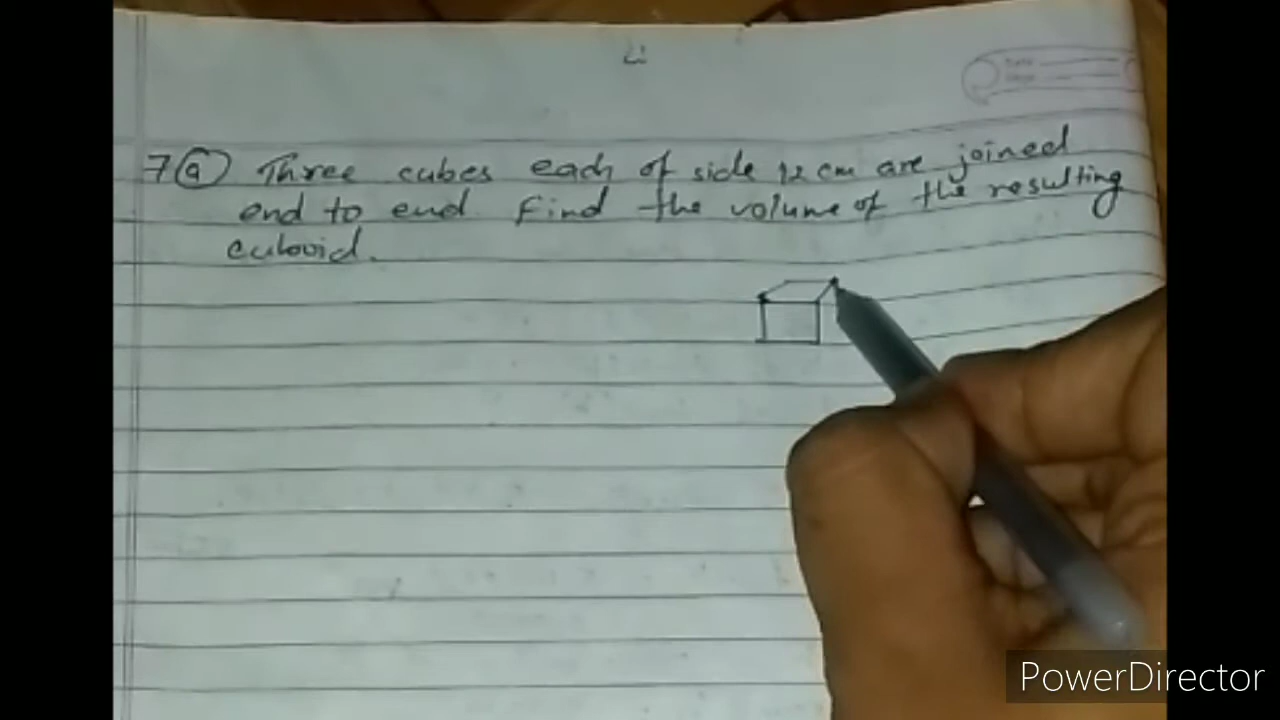 7(a) Three cubes each of side 12 cm are joined
end to end. Find the volume of the resulting
cuboid.
PowerDirector